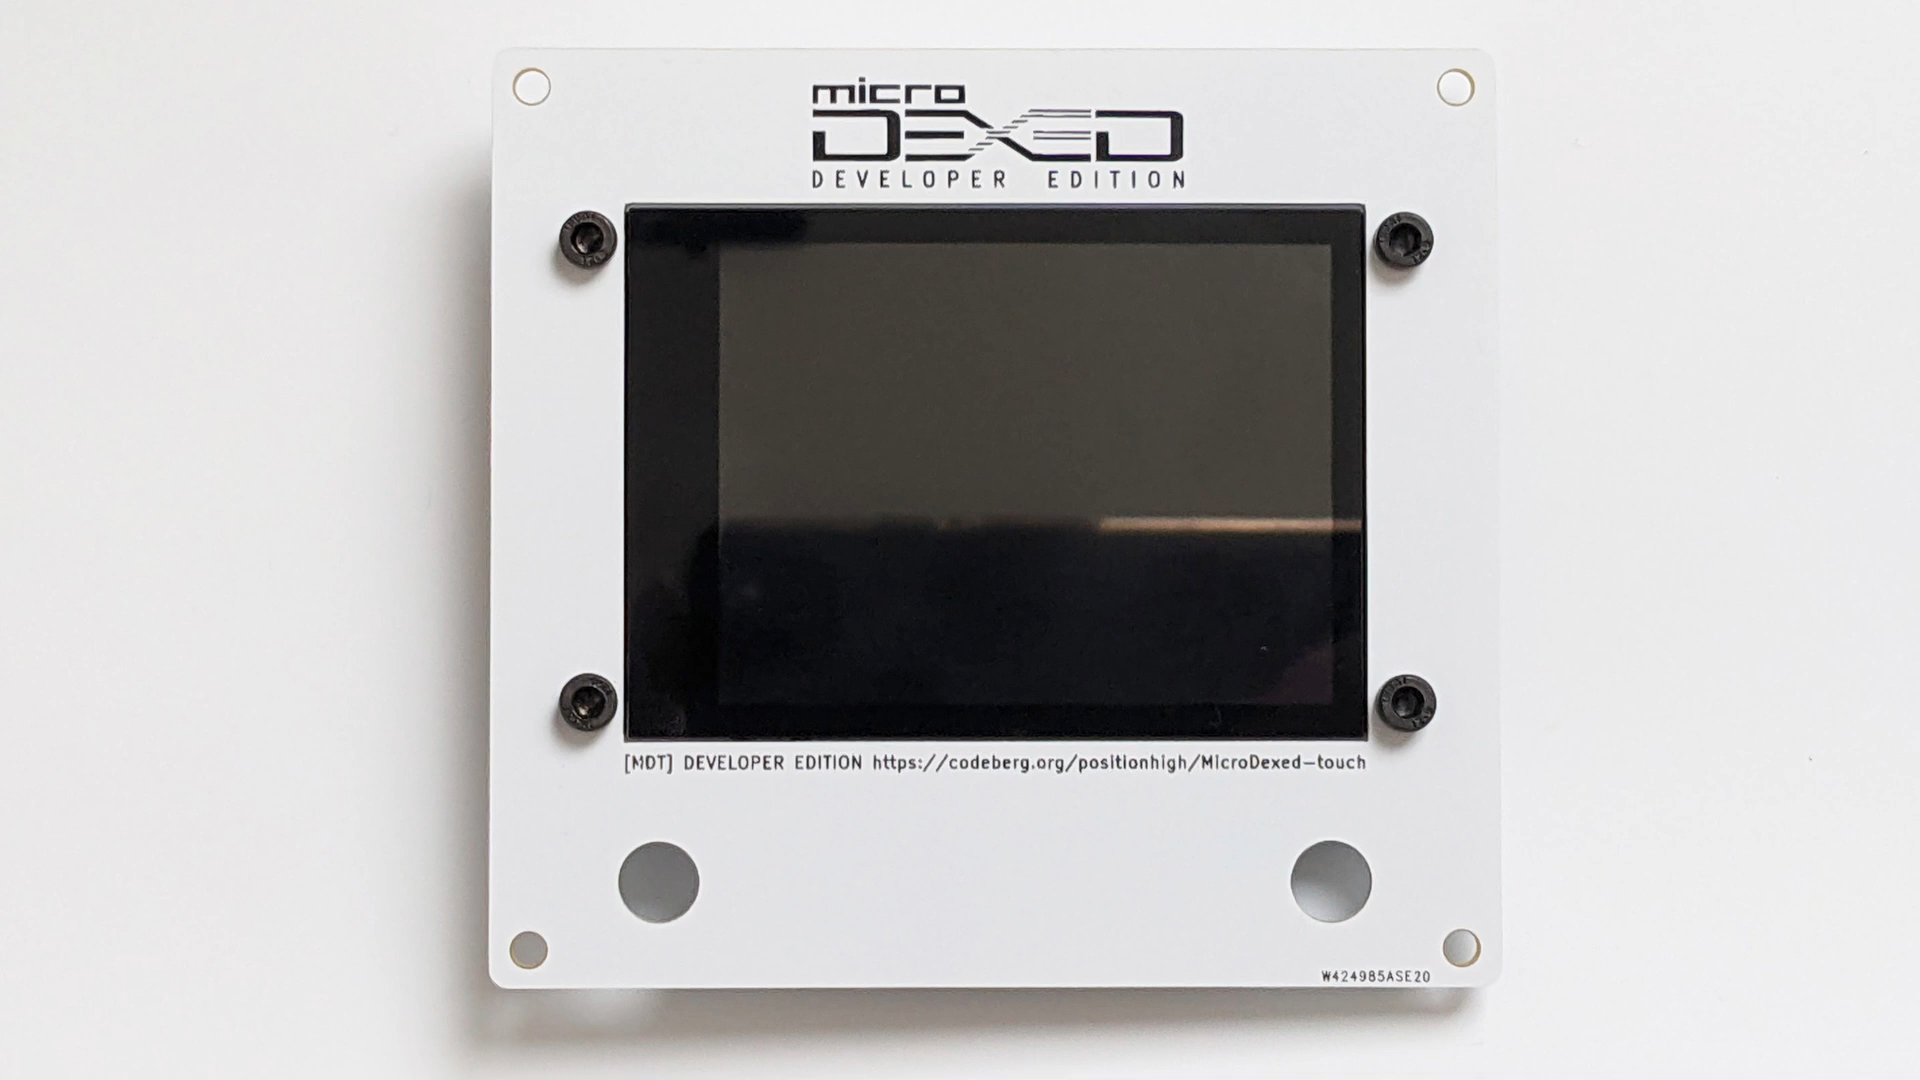 micro
DEXED
DEVELOPER EDITION
[MDT] DEVELOPER EDITION https://codeberg.org/positionhigh/MicroDexed-touch
W424985ASE20